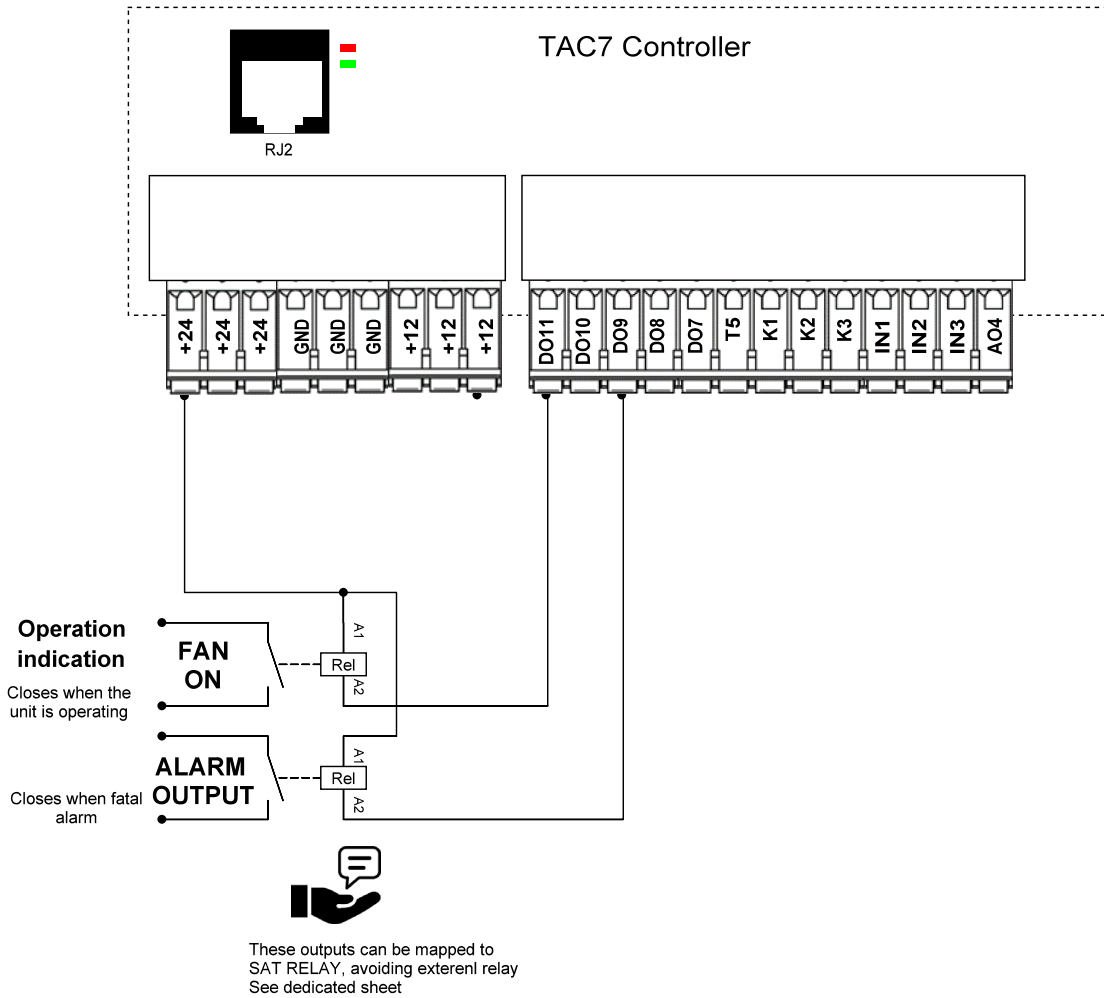 TAC7 Controller
RJ2
+24
+24
+24
GND
GND
GND
+12
+12
+12
DO11
DO10
DO9
DO8
DO7
T5
K1
K2
K3
IN1
IN2
IN3
AO4
Operation
indication
Closes when the
unit is operating
FAN
ON
A1
Rel
A2
ALARM
OUTPUT
Closes when fatal
alarm
A1
Rel
A2
These outputs can be mapped to
SAT RELAY, avoiding exterenl relay
See dedicated sheet